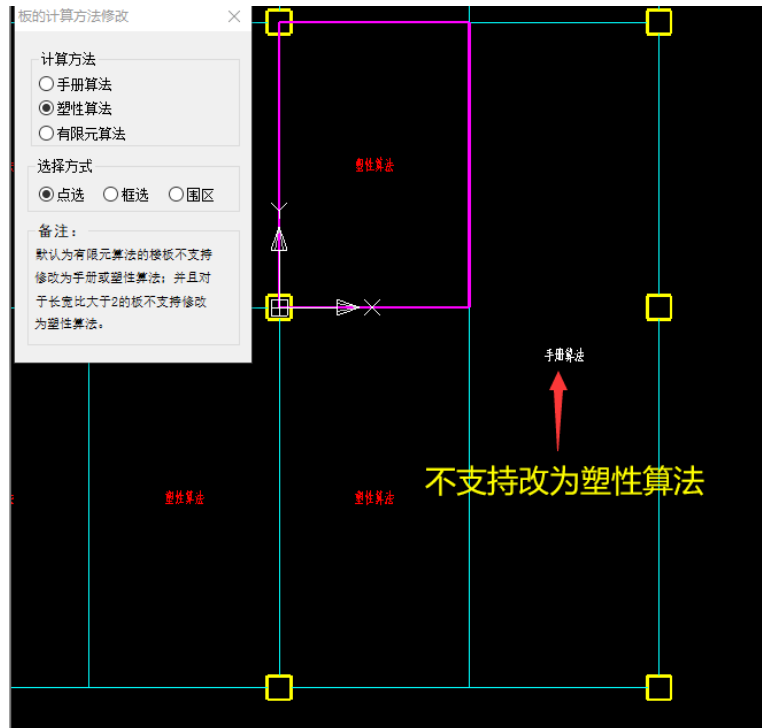 板的计算方法修改
计算方法
手册算法
塑性算法
有限元算法
选择方式
点选 框选 围区
备注：
默认为有限元算法的楼板不支持
修改为手册或塑性算法；并且对
于长宽比大于2的板不支持修改
为塑性算法。
塑性算法
Y
X
手册算法
不支持改为塑性算法
塑性算法 塑性算法